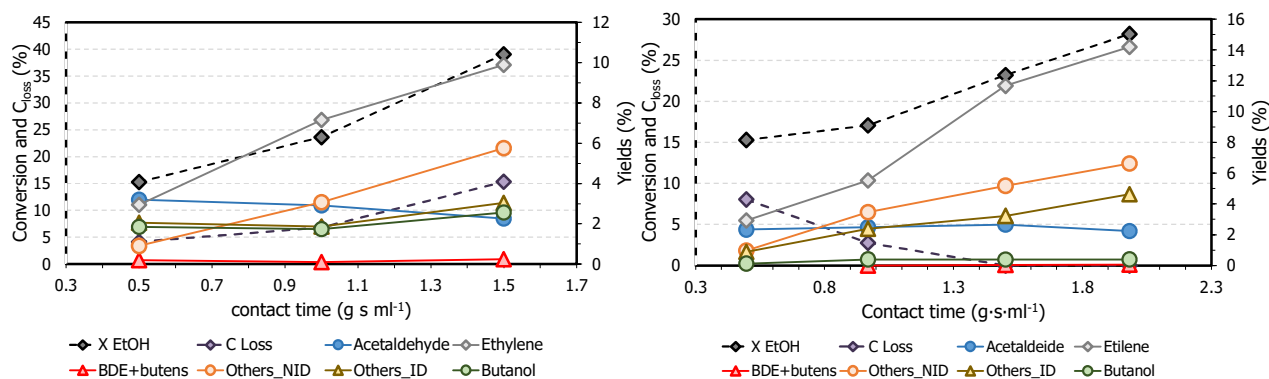 45
40
35
30
25
20
15
10
5
0
Conversion and Closs (%)
12
10
8
6
4
2
0
Yields (%)
0.3 0.5 0.7 0.9 1.1 1.3 1.5 1.7
contact time (g s ml-1)
X EtOH C Loss Acetaldehyde Ethylene
BDE+butens Others_NID Others_ID Butanol
30
25
20
15
10
5
0
Conversion and Closs (%)
16
14
12
10
8
6
4
2
0
Yields (%)
0.3 0.8 1.3 1.8 2.3
Contact time (g·s·ml-1)
X EtOH C Loss Acetaldeide Etilene
BDE+butens Others_NID Others_ID Butanol